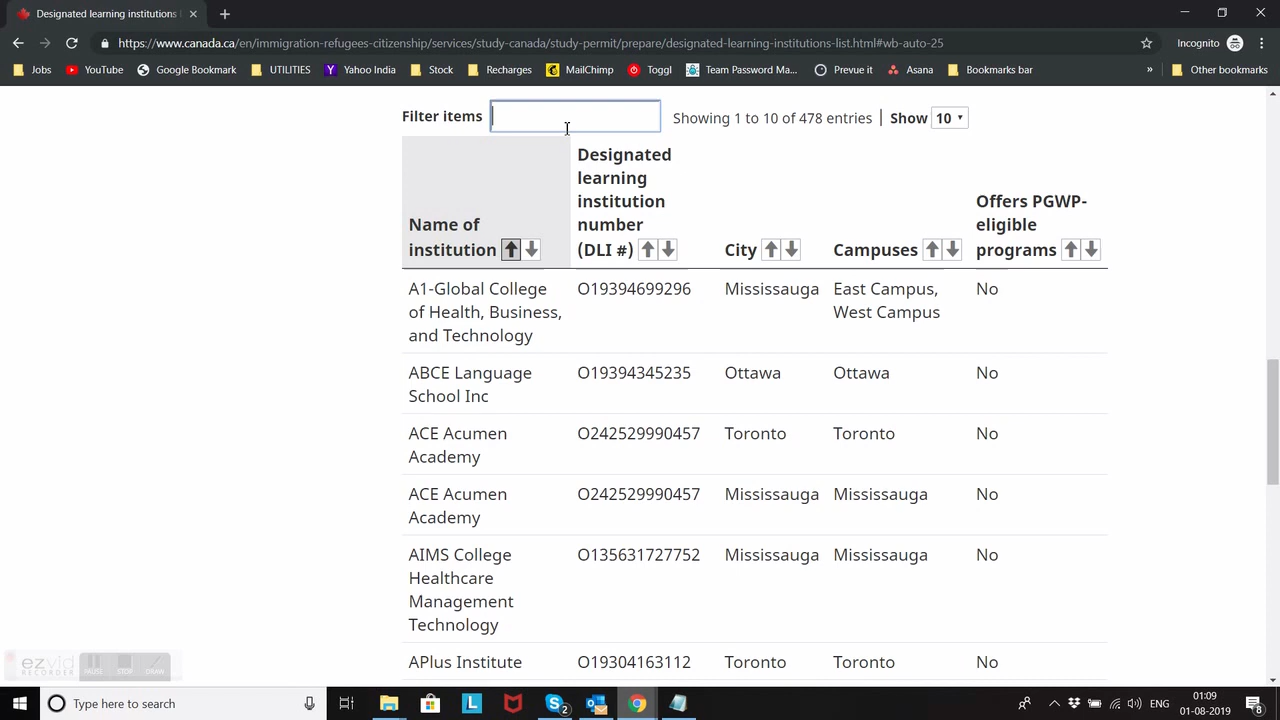 Designated learning institutions
https://www.canada.ca/en/immigration-refugees-citizenship/services/study-canada/study-permit/prepare/designated-learning-institutions-list.html#wb-auto-25
Incognito
Jobs YouTube Google Bookmark UTILITIES Yahoo India Stock Recharges MailChimp Toggl Team Password Ma... Prevue it Asana Bookmarks bar » Other bookmarks
Filter items Showing 1 to 10 of 478 entries | Show 10
Designated
learning
institution
number
(DLI #)
Name of
institution
City
Campuses
Offers PGWP-
eligible
programs
A1-Global College O19394699296 Mississauga East Campus, No
of Health, Business, West Campus
and Technology
ABCE Language O19394345235 Ottawa Ottawa No
School Inc
ACE Acumen O242529990457 Toronto Toronto No
Academy
ACE Acumen O242529990457 Mississauga Mississauga No
Academy
AIMS College O135631727752 Mississauga Mississauga No
Healthcare
Management
Technology
APlus Institute O19304163112 Toronto Toronto No
ezvid
RECORDER
PAUSE STOP DRAW
Type here to search
ENG
01:09
01-08-2019